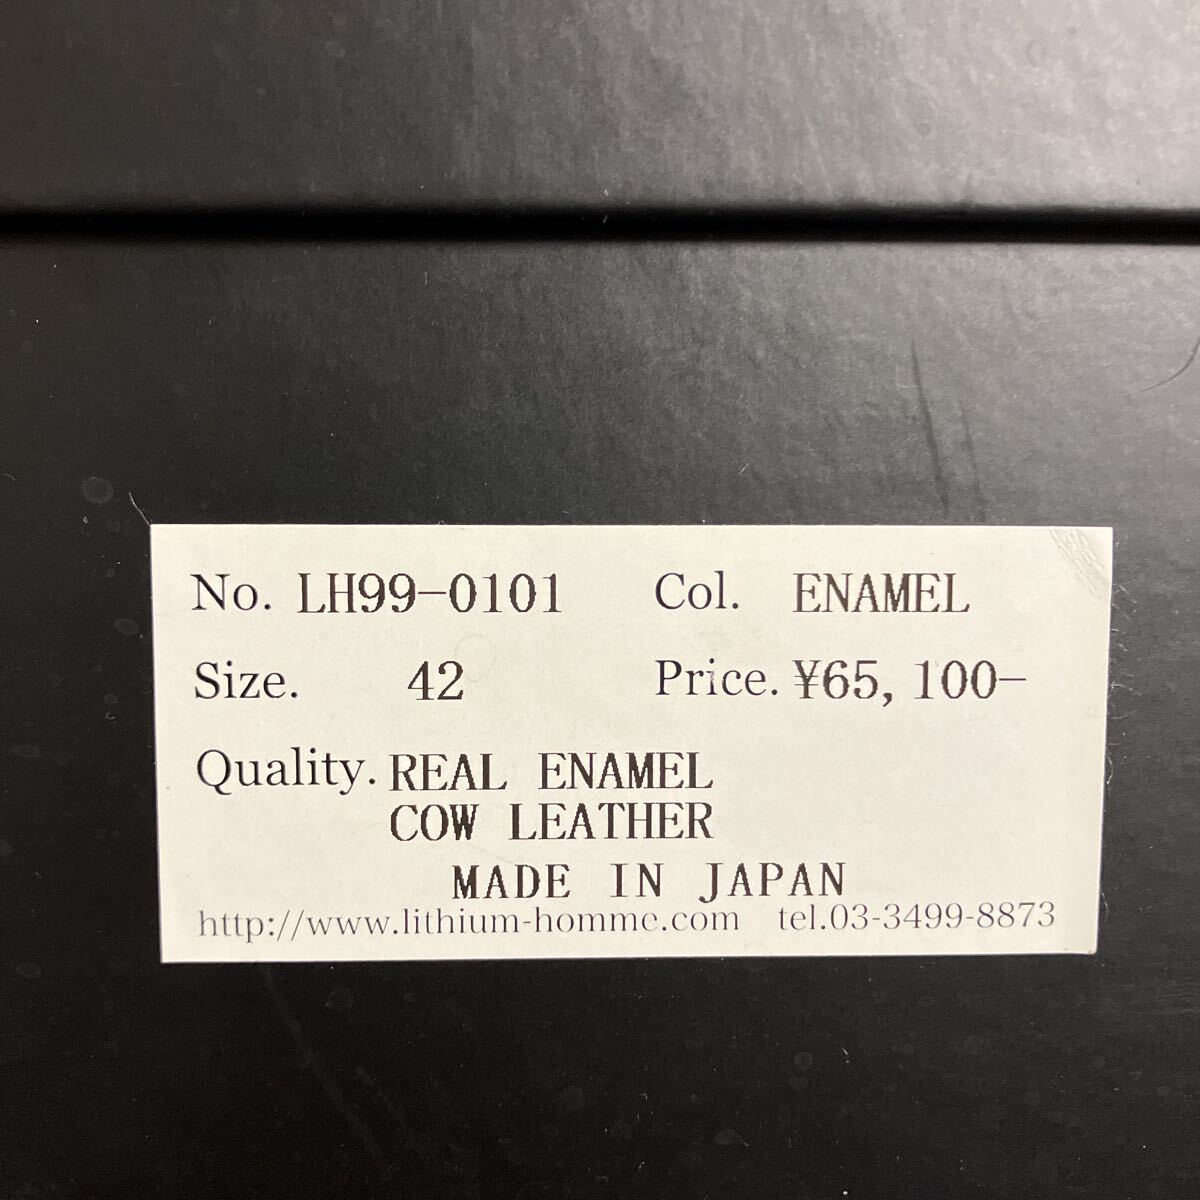 No. LH99-0101 Col. ENAMEL
Size. 42 Price. ¥65,100-
Quality. REAL ENAMEL
COW LEATHER
MADE IN JAPAN
http://www.lithium-homme.com tel.03-3499-8873